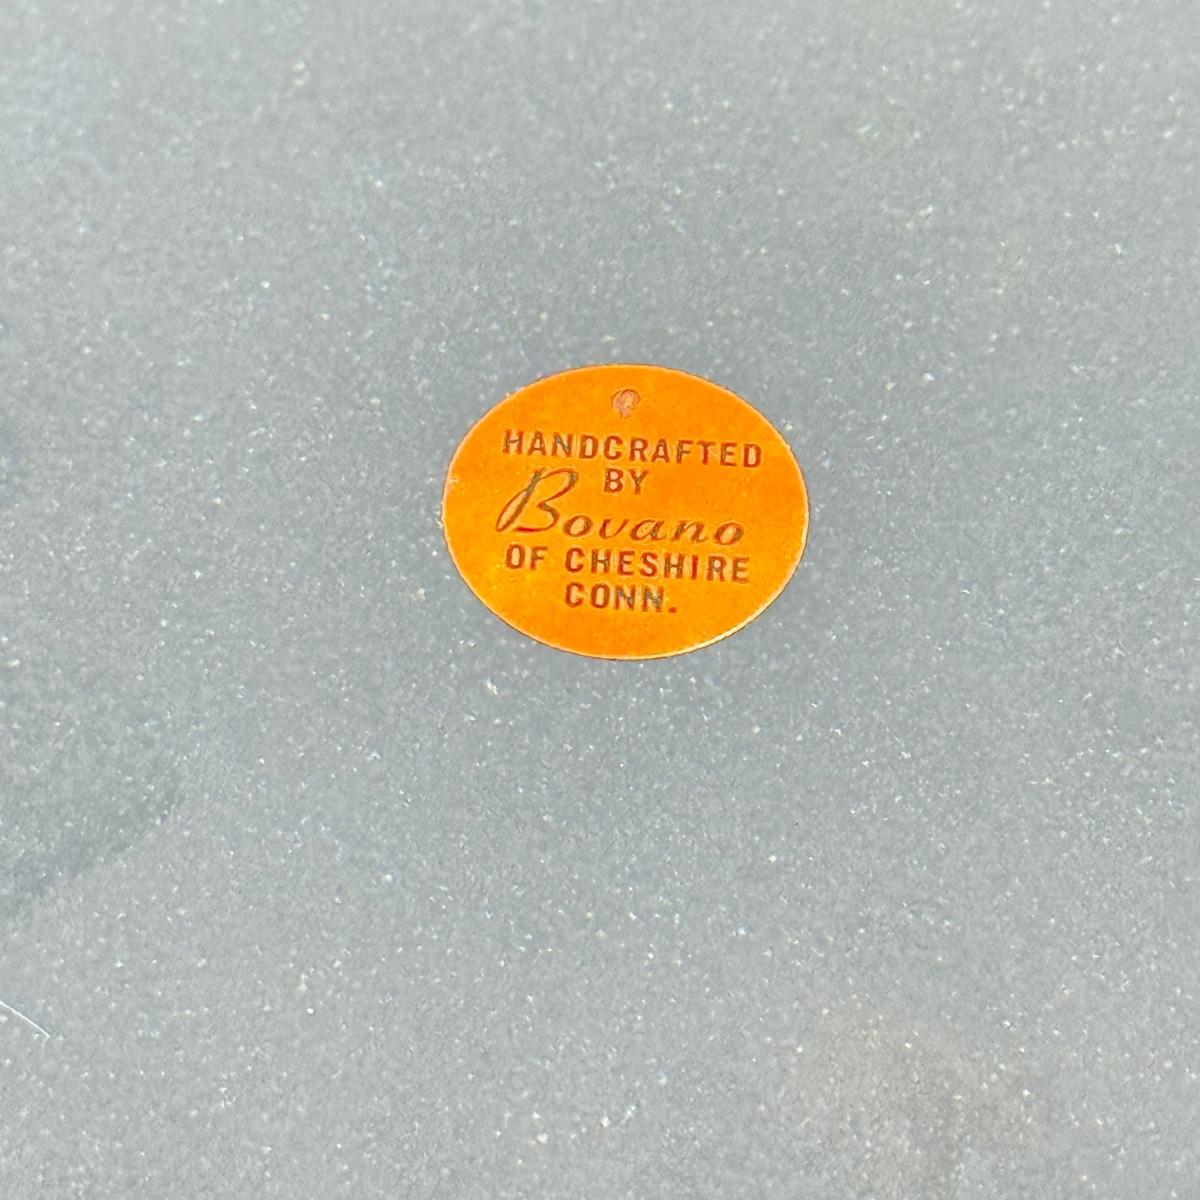 HANDCRAFTED
BY
Bovano
OF CHESHIRE
CONN.